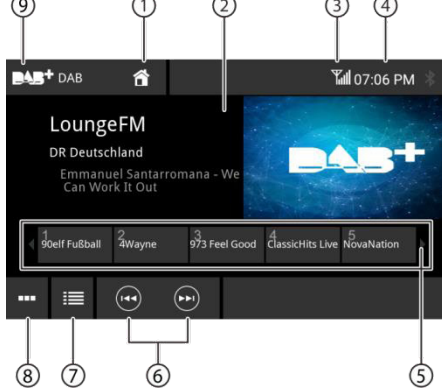 ⑨ ① ② ③ ④
DAB+ DAB 07:06 PM
LoungeFM
DR Deutschland
Emmanuel Santarromana - We
Can Work It Out
DAB+
1 2 3 4 5
90elf Fußball 4Wayne 973 Feel Good ClassicHits Live NovaNation
⑧ ⑦ ⑥ ⑤